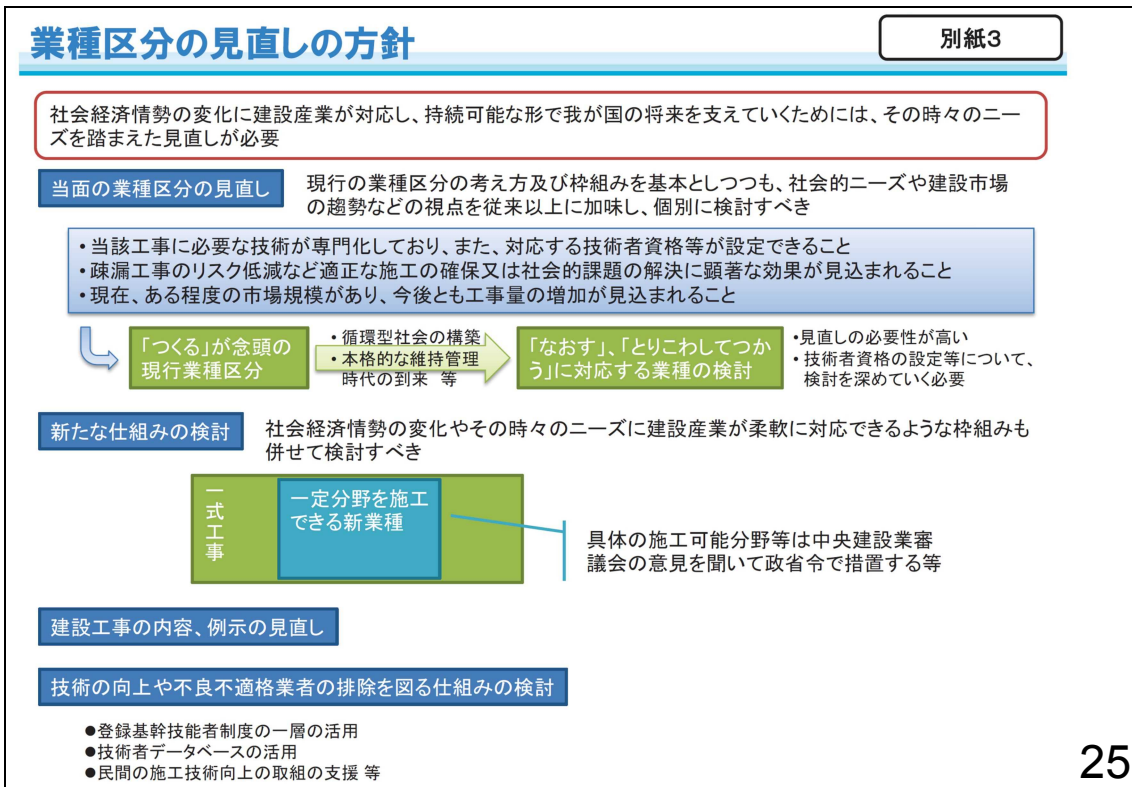 業種区分の見直しの方針
別紙3
社会経済情勢の変化に建設産業が対応し、持続可能な形で我が国の将来を支えていくためには、その時々のニー
ズを踏まえた見直しが必要
当面の業種区分の見直し
現行の業種区分の考え方及び枠組みを基本としつつも、社会的ニーズや建設市場
の趨勢などの視点を従来以上に加味し、個別に検討すべき
・当該工事に必要な技術が専門化しており、また、対応する技術者資格等が設定できること
・疎漏工事のリスク低減など適正な施工の確保又は社会的課題の解決に顕著な効果が見込まれること
・現在、ある程度の市場規模があり、今後とも工事量の増加が見込まれること
「つくる」が念頭の
現行業種区分
・循環型社会の構築
・本格的な維持管理
時代の到来 等
「なおす」、「とりこわしてつか
う」に対応する業種の検討
・見直しの必要性が高い
・技術者資格の設定等について、
検討を深めていく必要
新たな仕組みの検討
社会経済情勢の変化やその時々のニーズに建設産業が柔軟に対応できるような枠組みも
併せて検討すべき
一式工事
一定分野を施工
できる新業種
具体の施工可能分野等は中央建設業審
議会の意見を聞いて政省令で措置する等
建設工事の内容、例示の見直し
技術の向上や不良不適格業者の排除を図る仕組みの検討
●登録基幹技能者制度の一層の活用
●技術者データベースの活用
●民間の施工技術向上の取組の支援 等
25